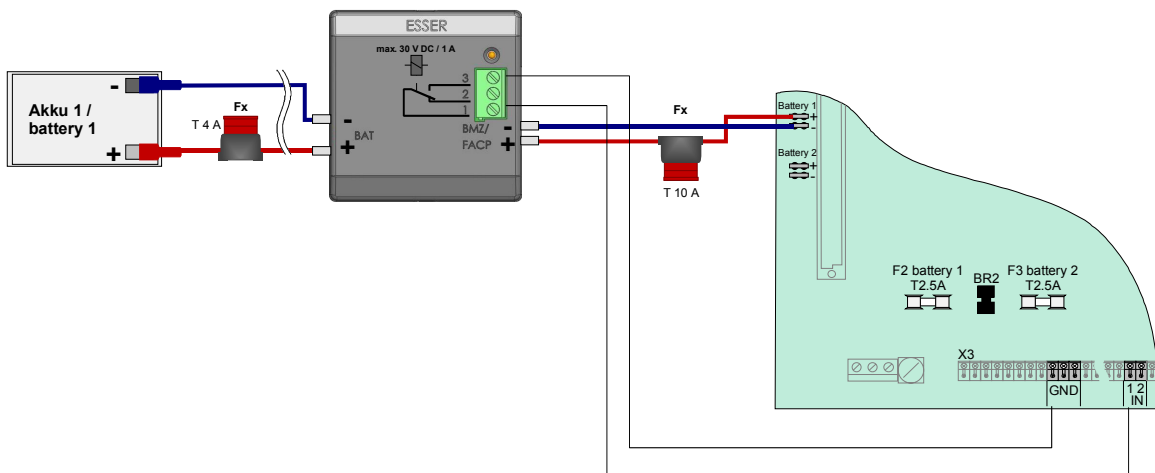 ESSER
max. 30 V DC / 1 A
3
2
1
-
Akku 1 /
battery 1
+
Fx
T 4 A
-
BAT
+
BMZ/
FACP
-
+
Fx
T 10 A
Battery 1
+
-
Battery 2
+
-
F2 battery 1
T2.5A
BR2
F3 battery 2
T2.5A
X3
GND
1 2
IN